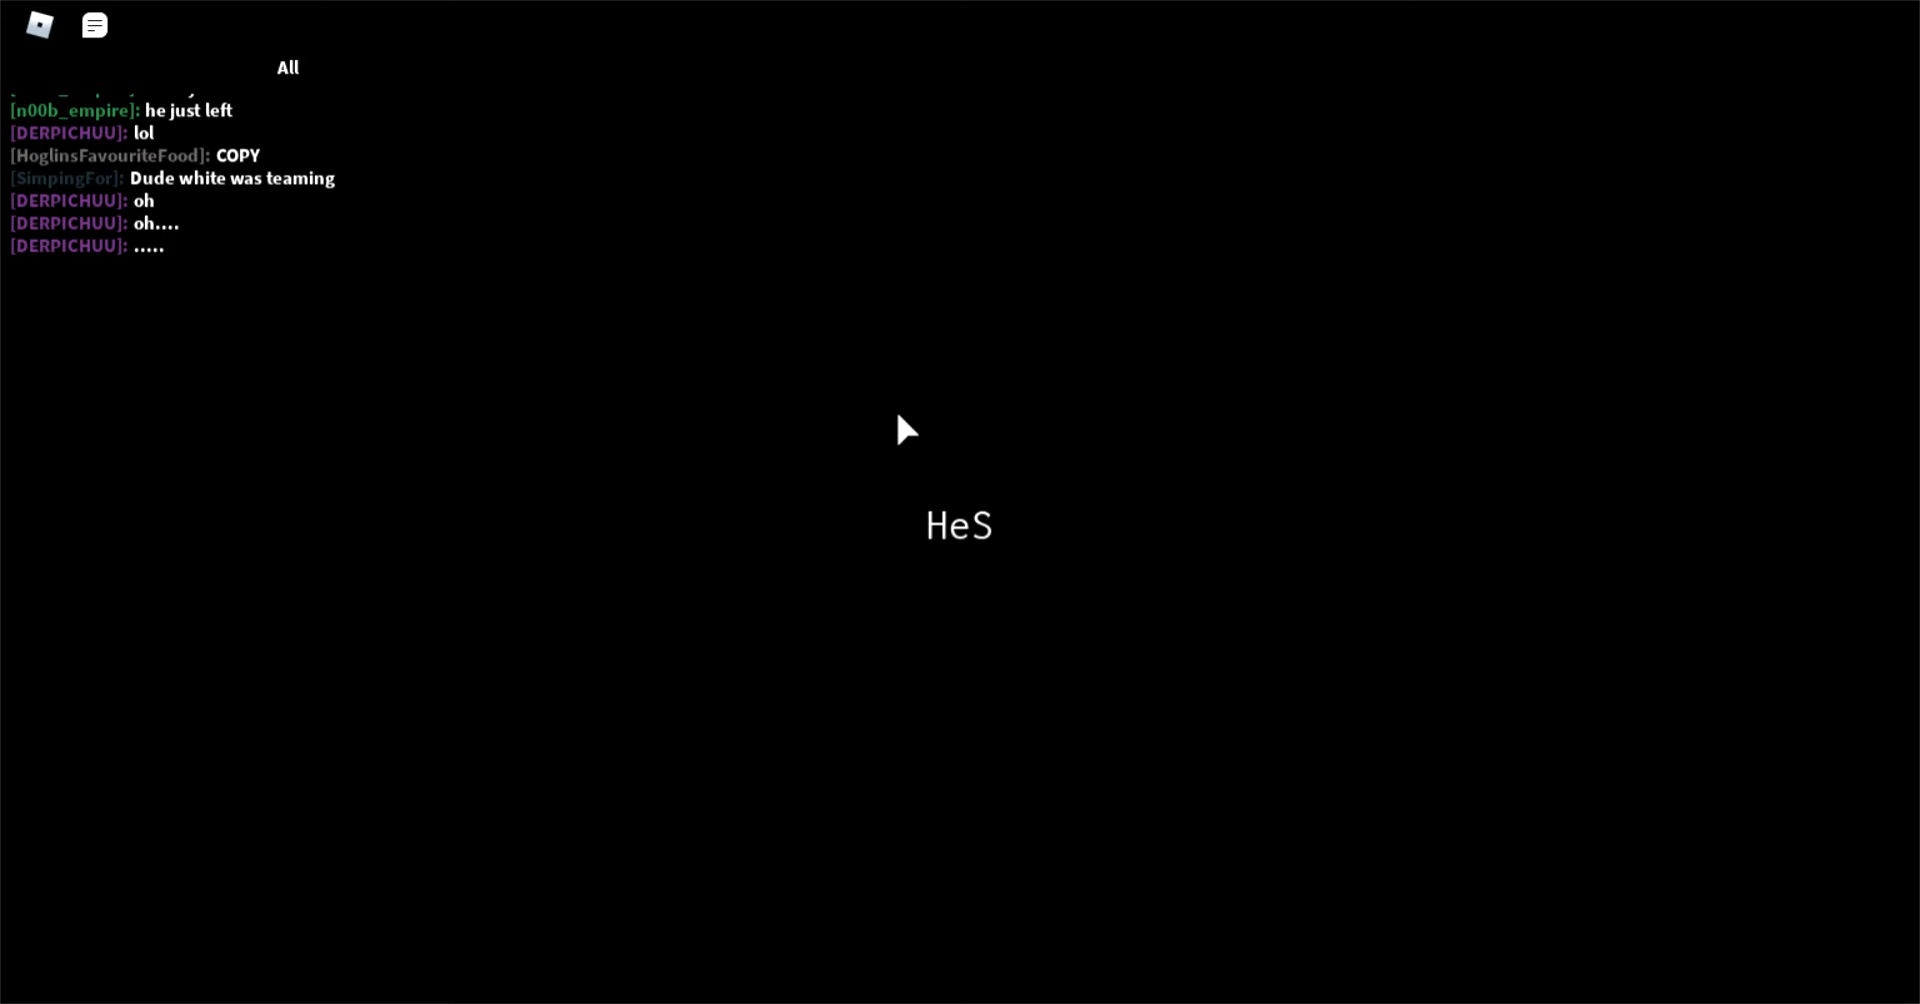 All
[n00b_empire]: he just left
[DERPICHUU]: lol
[HoglinsFavouriteFood]: COPY
[SimpingFor]: Dude white was teaming
[DERPICHUU]: oh
[DERPICHUU]: oh....
[DERPICHUU]: .....
HeS